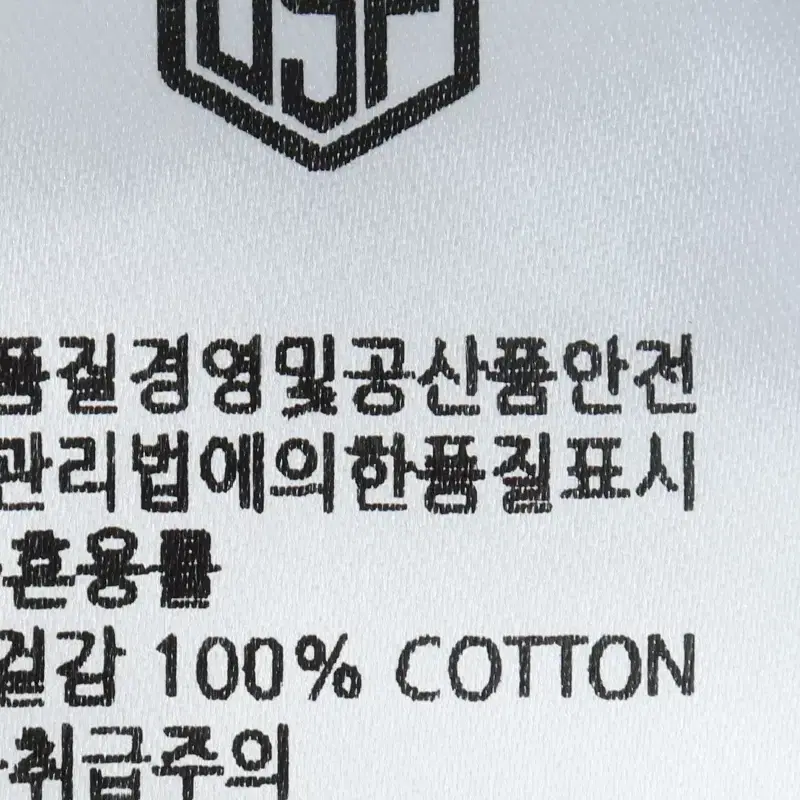 품질경영및공산품안전
관리법에의한품질표시
혼용률
겉감 100% COTTON
취급주의